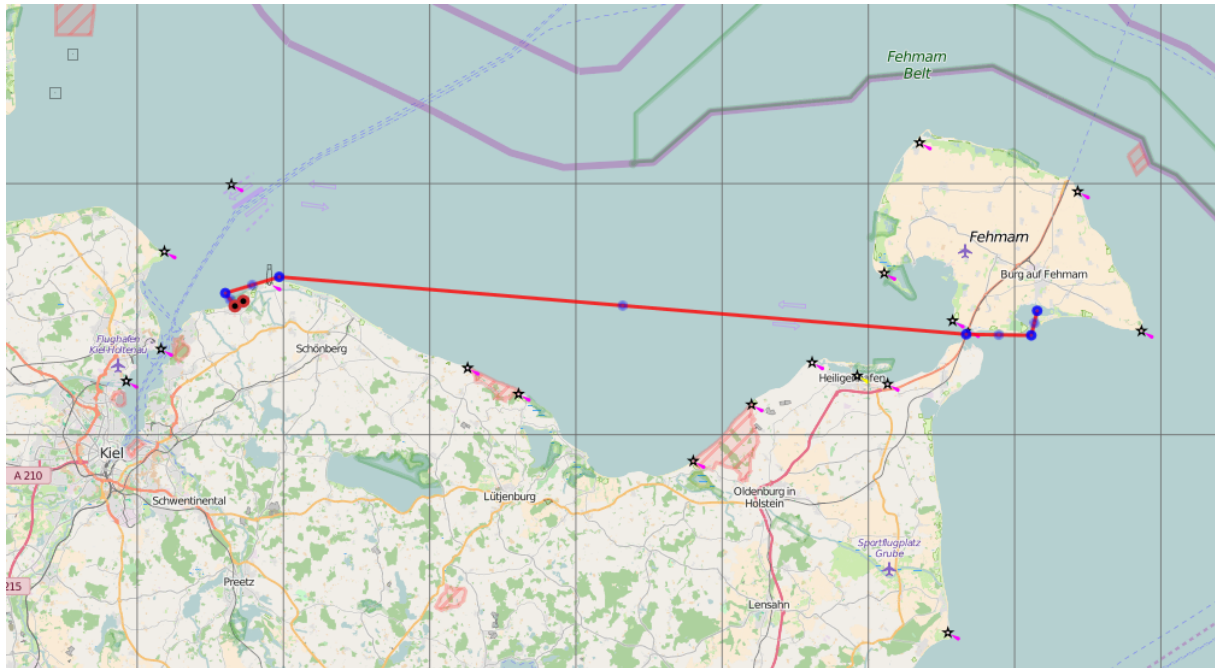 Fehmarn
Belt
Fehmarn
Burg auf Fehmarn
Flughafen
Kiel-Holtenau
Schönberg
Heiligenhafen
Kiel
A 210
Schwentinental
Lütjenburg
Oldenburg in
Holstein
Sportflugplatz
Grube
215
Preetz
Lensahn